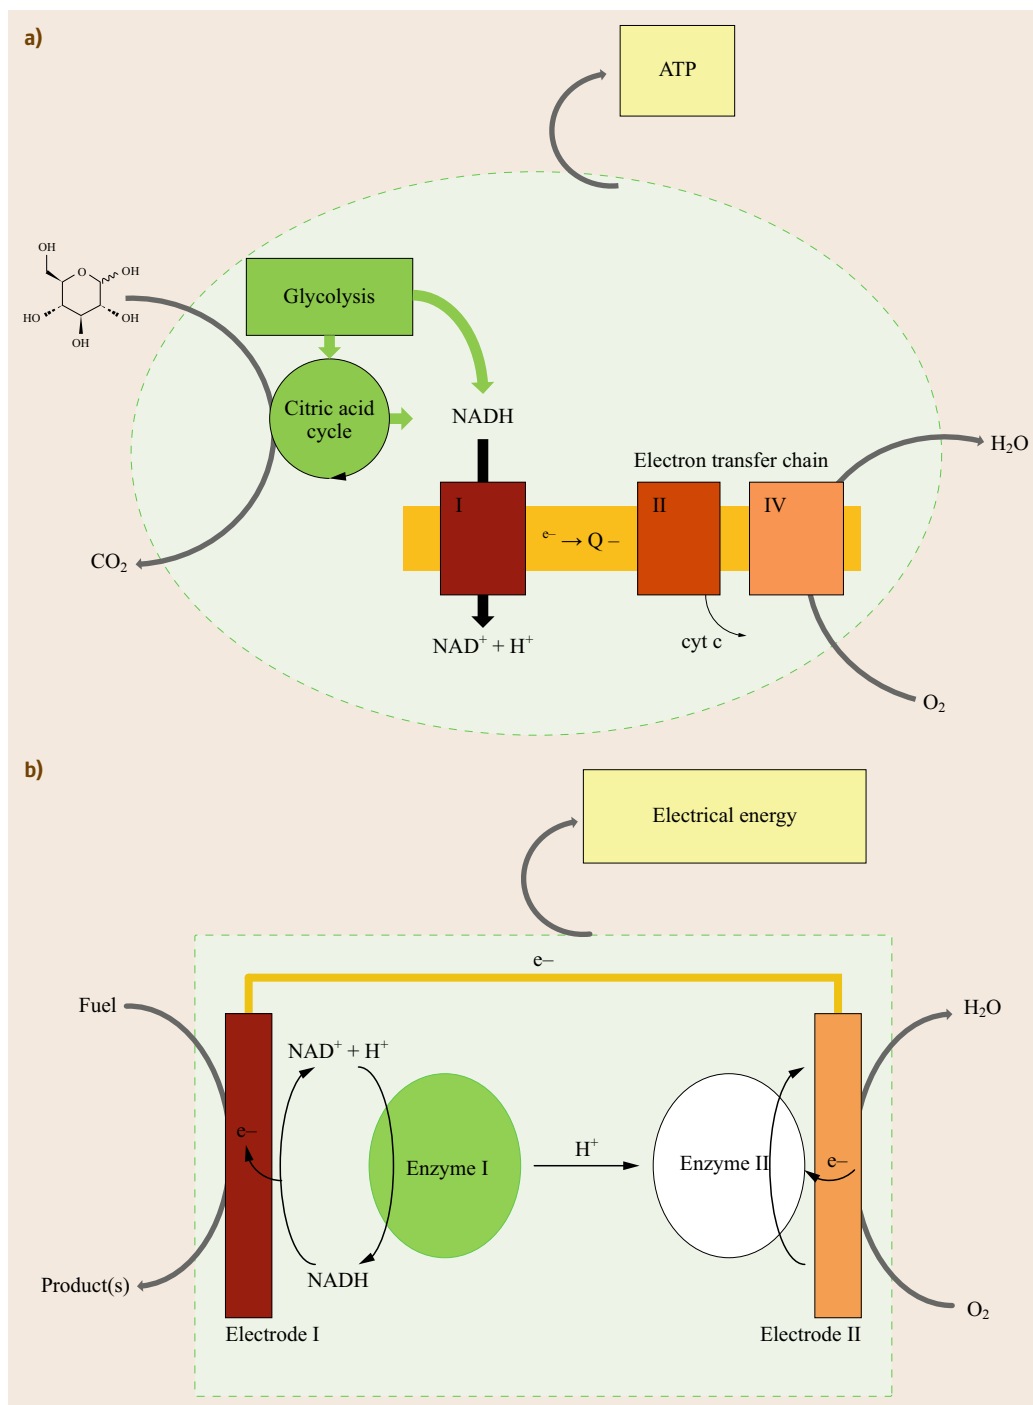 a)
ATP
OH
O
OH
HO
OH
OH
Glycolysis
Citric acid
cycle
NADH
H₂O
Electron transfer chain
I
e– → Q –
II
IV
CO₂
NAD⁺ + H⁺
cyt c
O₂
b)
Electrical energy
e–
Fuel
H₂O
NAD⁺ + H⁺
e–
Enzyme I
H⁺
Enzyme II
e–
NADH
Product(s)
O₂
Electrode I
Electrode II